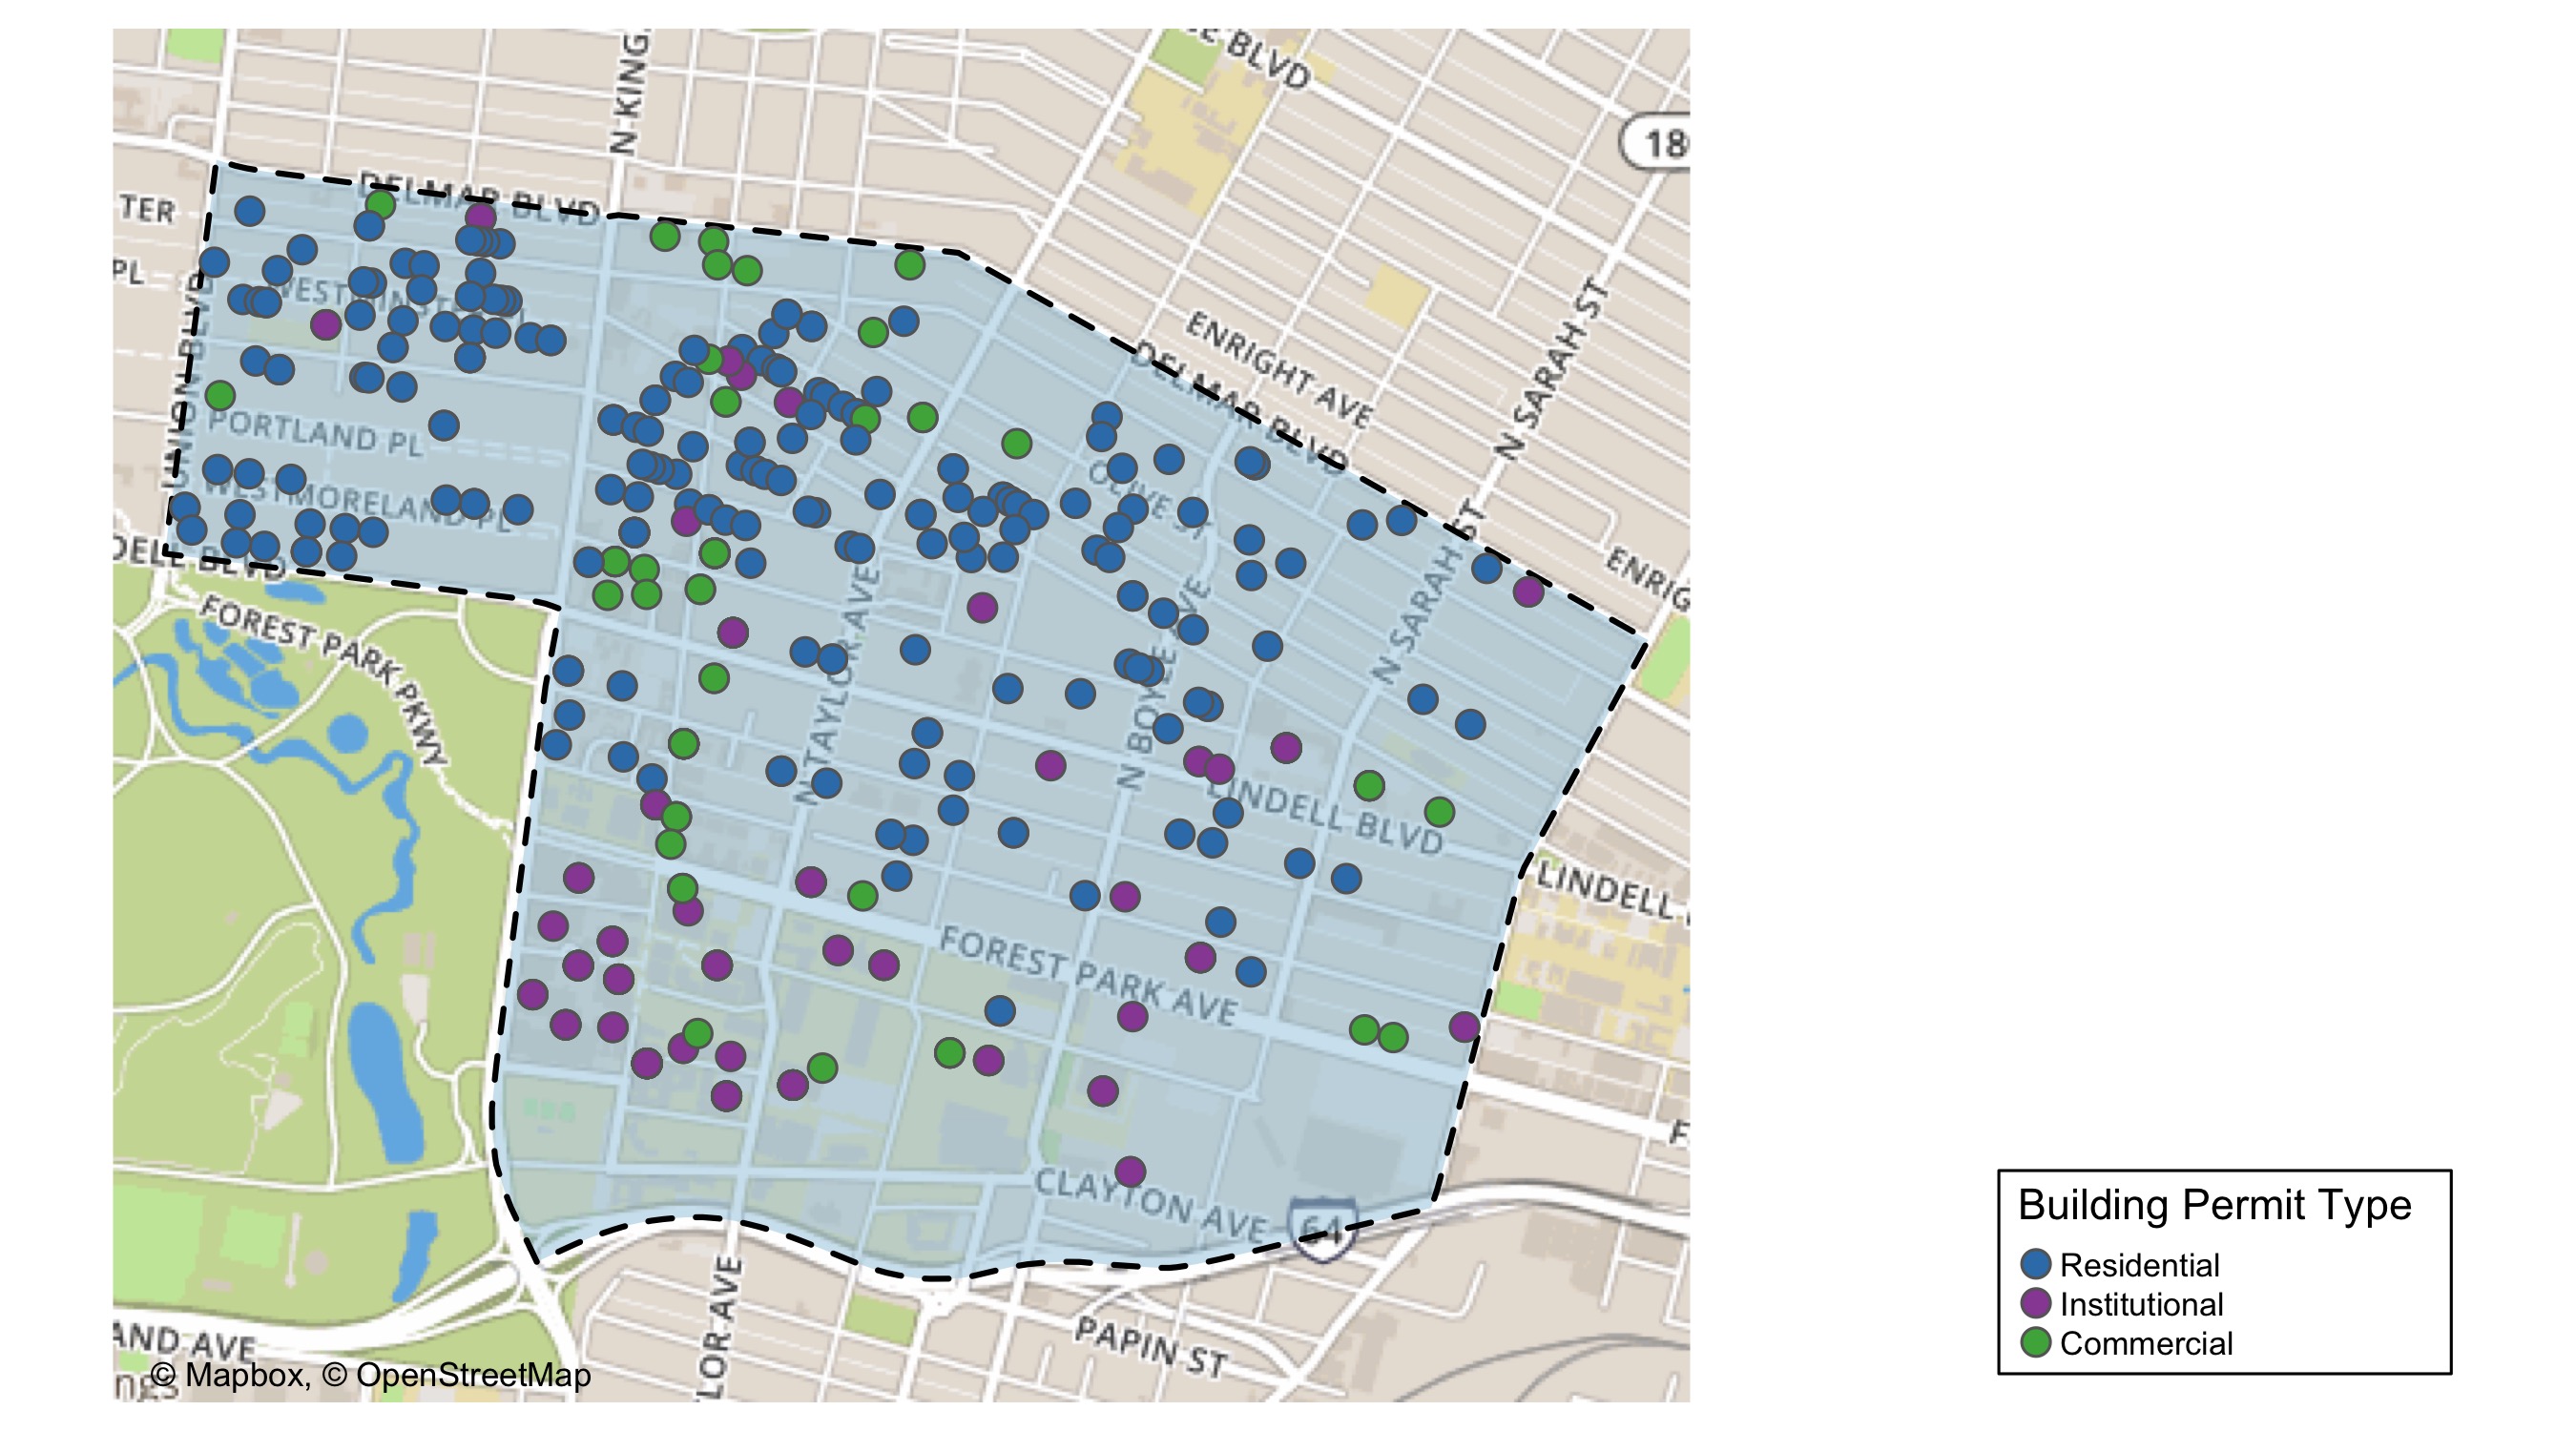 LE BLVD
N KING
18
DELMAR BLVD
TER
PL
WESTMINSTER PL
UNION BLVD
PORTLAND PL
WESTMORELAND PL
DELL BLVD
FOREST PARK PKWY
ENRIGHT AVE
DELMAR BLVD
N SARAH ST
OLIVE ST
N SARAH ST
ENRIG
N TAYLOR AVE
N BOYLE AVE
LINDELL BLVD
LINDELL
FOREST PARK AVE
F
CLAYTON AVE
64
LOR AVE
PAPIN ST
AND AVE
© Mapbox, © OpenStreetMap
Building Permit Type
Residential
Institutional
Commercial